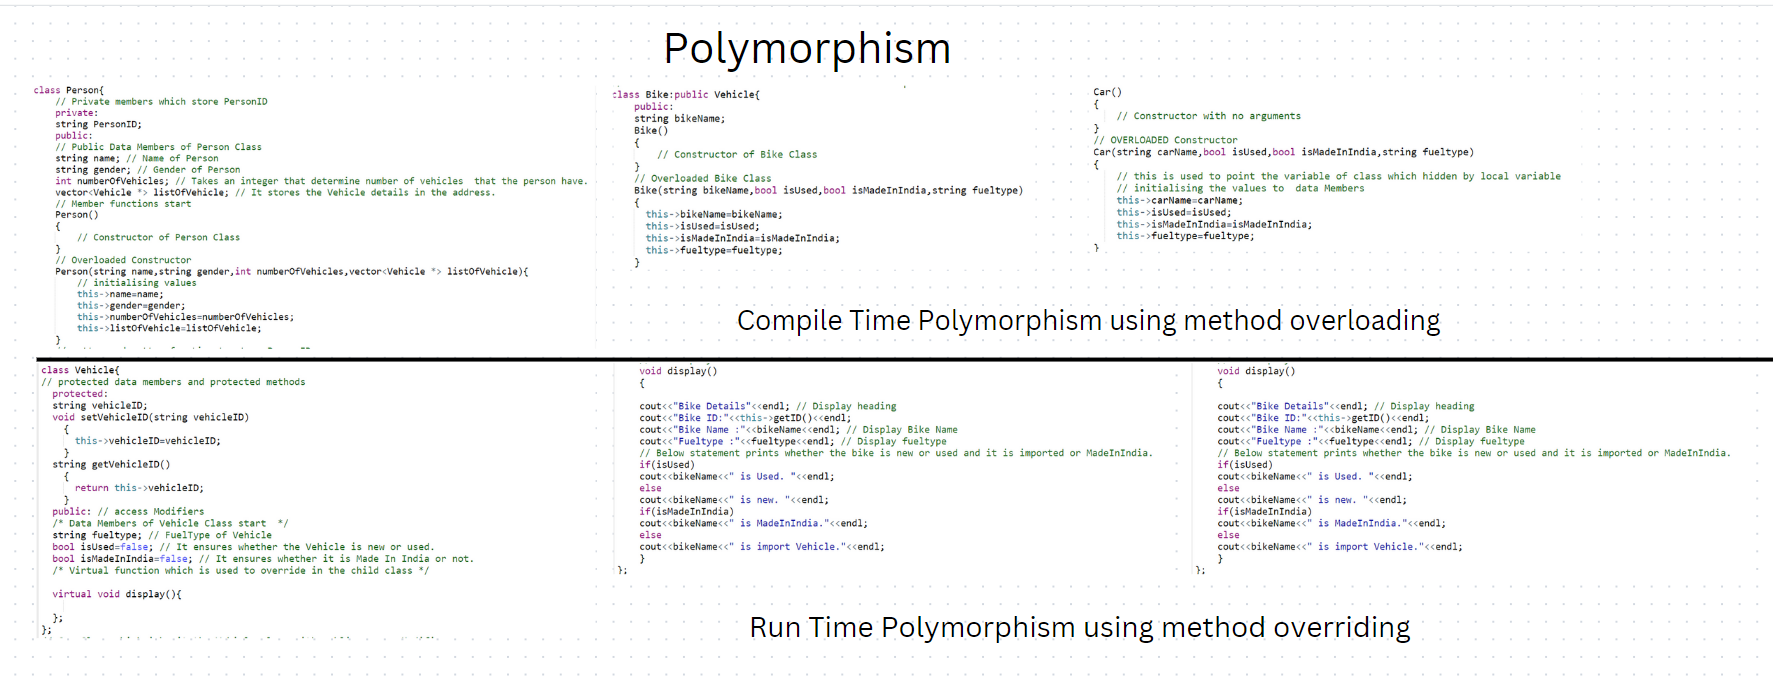 Polymorphism
class Person{
// Private members which store PersonID
private:
string PersonID;
public:
// Public Data Members of Person Class
string name; // Name of Person
string gender; // Gender of Person
int numberOfVehicles; // Takes an integer that determine number of vehicles  that the person have.
vector<Vehicle *> listOfVehicle; // It stores the Vehicle details in the address.
// Member functions start
Person()
{
// Constructor of Person Class
}
// Overloaded Constructor
Person(string name,string gender,int numberOfVehicles,vector<Vehicle *> listOfVehicle){
// initialising values
this->name=name;
this->gender=gender;
this->numberOfVehicles=numberOfVehicles;
this->listOfVehicle=listOfVehicle;
}
class Bike:public Vehicle{
public:
string bikeName;
Bike()
{
// Constructor of Bike Class
}
// Overloaded Bike Class
Bike(string bikeName,bool isUsed,bool isMadeInIndia,string fueltype)
{
this->bikeName=bikeName;
this->isUsed=isUsed;
this->isMadeInIndia=isMadeInIndia;
this->fueltype=fueltype;
}
Car()
{
// Constructor with no arguments
}
// OVERLOADED Constructor
Car(string carName,bool isUsed,bool isMadeInIndia,string fueltype)
{
// this is used to point the variable of class which hidden by local variable
// initialising the values to  data Members
this->carName=carName;
this->isUsed=isUsed;
this->isMadeInIndia=isMadeInIndia;
this->fueltype=fueltype;
}
Compile Time Polymorphism using method overloading
class Vehicle{
// protected data members and protected methods
protected:
string vehicleID;
void setVehicleID(string vehicleID)
{
this->vehicleID=vehicleID;
}
string getVehicleID()
{
return this->vehicleID;
}
public: // access Modifiers
/* Data Members of Vehicle Class start  */
string fueltype; // FuelType of Vehicle
bool isUsed=false; // It ensures whether the Vehicle is new or used.
bool isMadeInIndia=false; // It ensures whether it is Made In India or not.
/* Virtual function which is used to override in the child class */
virtual void display(){
};
};
void display()
{
cout<<"Bike Details"<<endl; // Display heading
cout<<"Bike ID:"<<this->getID()<<endl;
cout<<"Bike Name :"<<bikeName<<endl; // Display Bike Name
cout<<"Fueltype :"<<fueltype<<endl; // Display fueltype
// Below statement prints whether the bike is new or used and it is imported or MadeInIndia.
if(isUsed)
cout<<bikeName<<" is Used. "<<endl;
else
cout<<bikeName<<" is new. "<<endl;
if(isMadeInIndia)
cout<<bikeName<<" is MadeInIndia."<<endl;
else
cout<<bikeName<<" is import Vehicle."<<endl;
}
};
void display()
{
cout<<"Bike Details"<<endl; // Display heading
cout<<"Bike ID:"<<this->getID()<<endl;
cout<<"Bike Name :"<<bikeName<<endl; // Display Bike Name
cout<<"Fueltype :"<<fueltype<<endl; // Display fueltype
// Below statement prints whether the bike is new or used and it is imported or MadeInIndia.
if(isUsed)
cout<<bikeName<<" is Used. "<<endl;
else
cout<<bikeName<<" is new. "<<endl;
if(isMadeInIndia)
cout<<bikeName<<" is MadeInIndia."<<endl;
else
cout<<bikeName<<" is import Vehicle."<<endl;
}
};
Run Time Polymorphism using method overriding